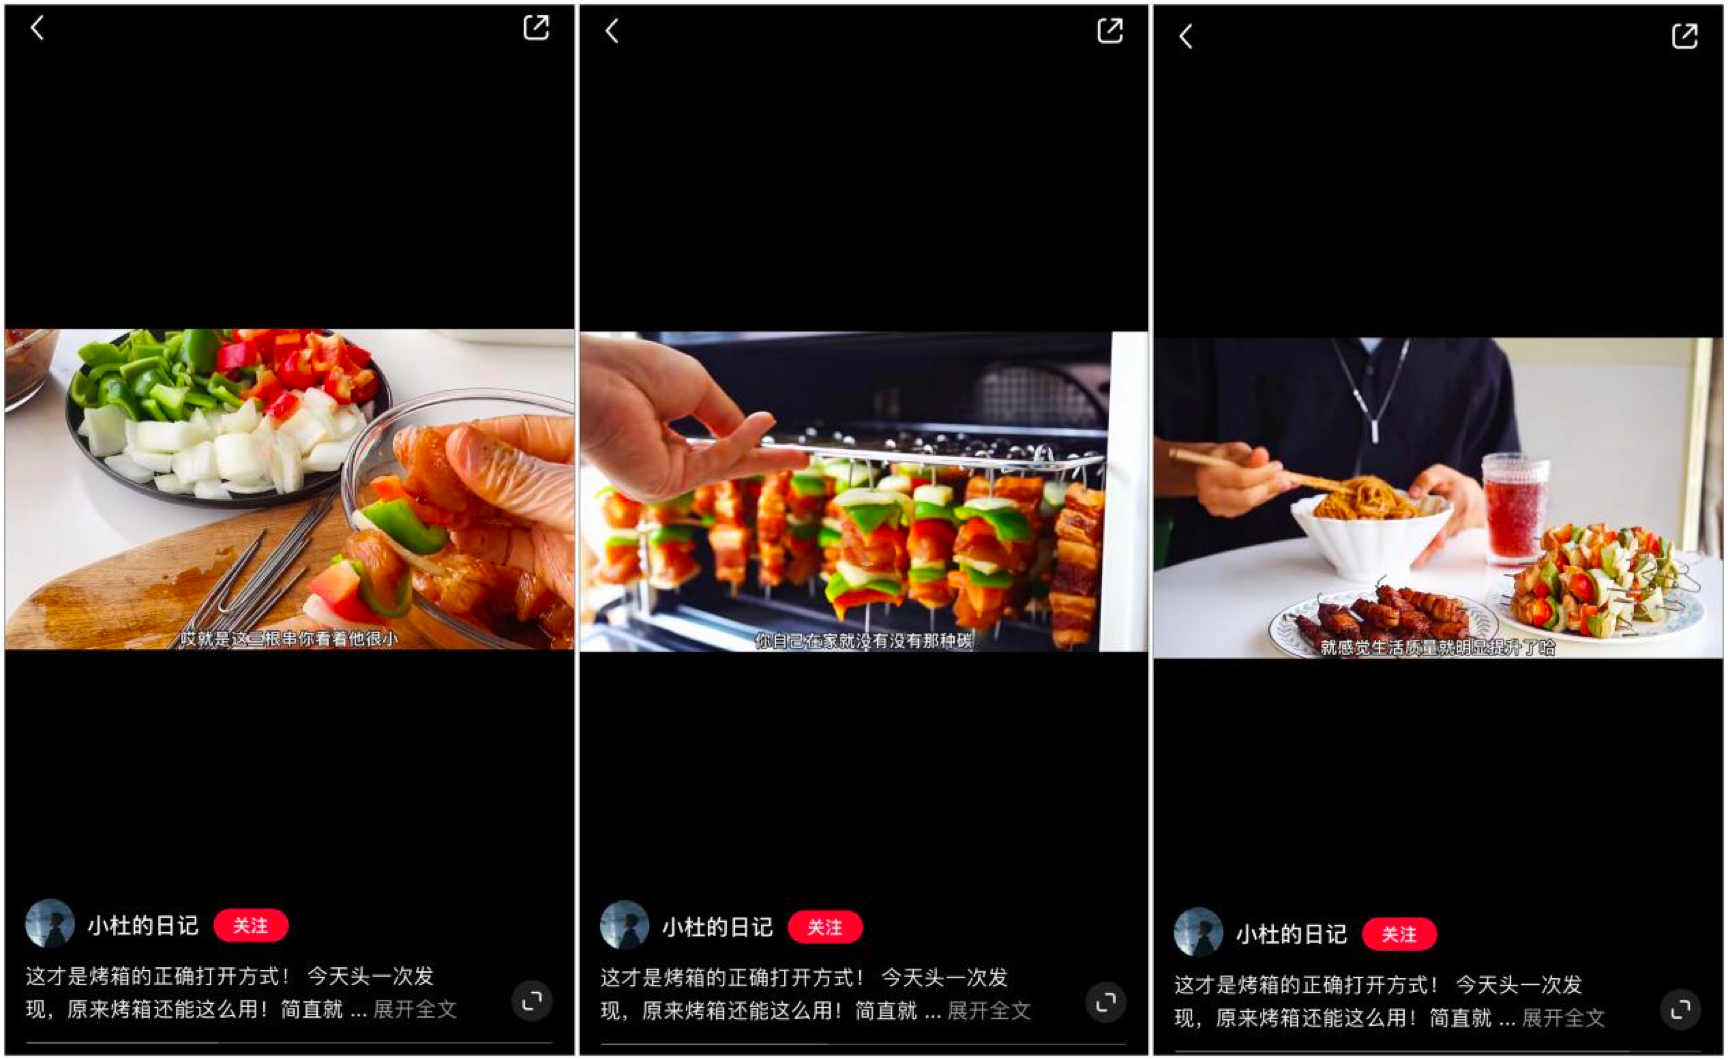 哎就是这三根串你看着他很小
小杜的日记
关注
这才是烤箱的正确打开方式！ 今天头一次发
现，原来烤箱还能这么用！简直就 ... 展开全文
你自己在家就没有没有那种碳
小杜的日记
关注
这才是烤箱的正确打开方式！ 今天头一次发
现，原来烤箱还能这么用！简直就 ... 展开全文
就感觉生活质量就明显提升了哈
小杜的日记
关注
这才是烤箱的正确打开方式！ 今天头一次发
现，原来烤箱还能这么用！简直就 ... 展开全文